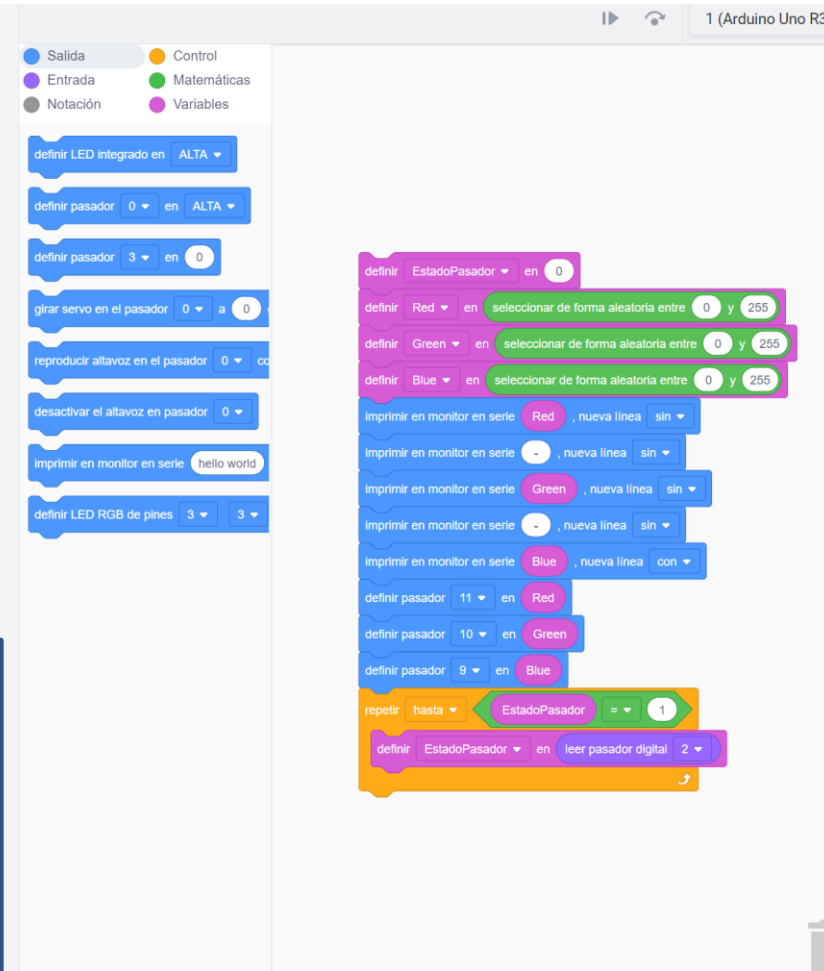 1 (Arduino Uno R3
Salida Control
Entrada Matemáticas
Notación Variables
definir LED integrado en ALTA
definir pasador 0 en ALTA
definir pasador 3 en 0
girar servo en el pasador 0 a 0
reproducir altavoz en el pasador 0 co
desactivar el altavoz en pasador 0
imprimir en monitor en serie hello world
definir LED RGB de pines 3 3
definir EstadoPasador en 0
definir Red en seleccionar de forma aleatoria entre 0 y 255
definir Green en seleccionar de forma aleatoria entre 0 y 255
definir Blue en seleccionar de forma aleatoria entre 0 y 255
imprimir en monitor en serie Red , nueva línea sin
imprimir en monitor en serie - , nueva línea sin
imprimir en monitor en serie Green , nueva línea sin
imprimir en monitor en serie - , nueva línea sin
imprimir en monitor en serie Blue , nueva línea con
definir pasador 11 en Red
definir pasador 10 en Green
definir pasador 9 en Blue
repetir hasta EstadoPasador = 1
definir EstadoPasador en leer pasador digital 2